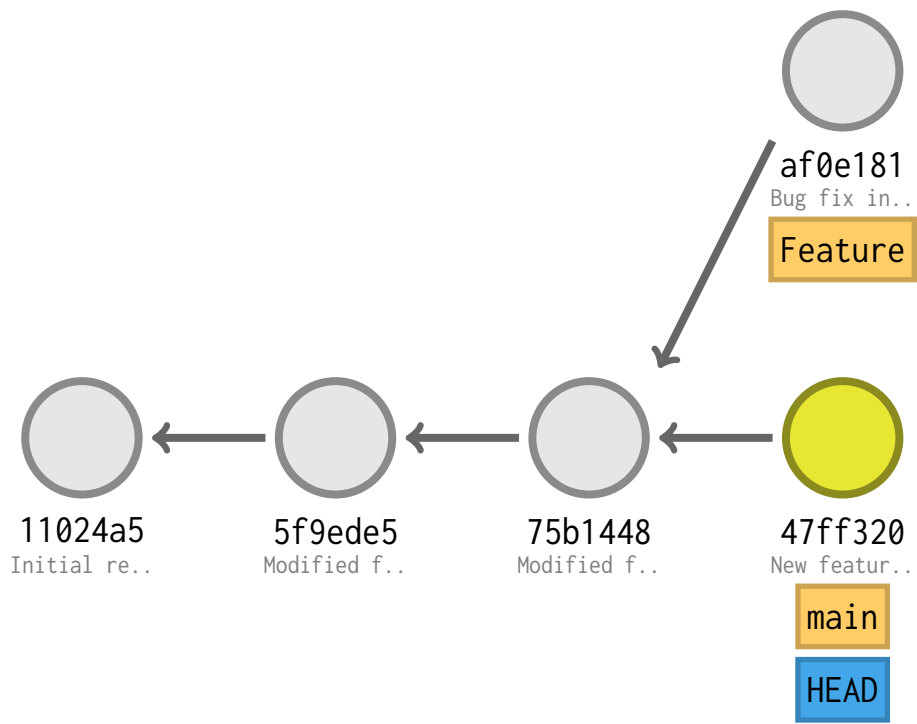 af0e181
Bug fix in..
Feature
11024a5
Initial re..
5f9ede5
Modified f..
75b1448
Modified f..
47ff320
New featur..
main
HEAD